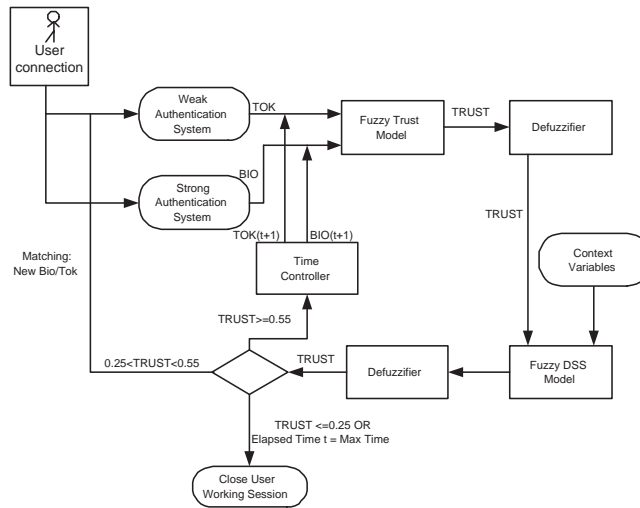 User
connection
Weak
Authentication
System
TOK
Fuzzy Trust
Model
TRUST
Defuzzifier
Strong
Authentication
System
BIO
TRUST
TOK(t+1)
BIO(t+1)
Matching:
New Bio/Tok
Time
Controller
Context
Variables
TRUST>=0.55
0.25<TRUST<0.55
TRUST
Defuzzifier
Fuzzy DSS
Model
TRUST <=0.25 OR
Elapsed Time t = Max Time
Close User
Working Session